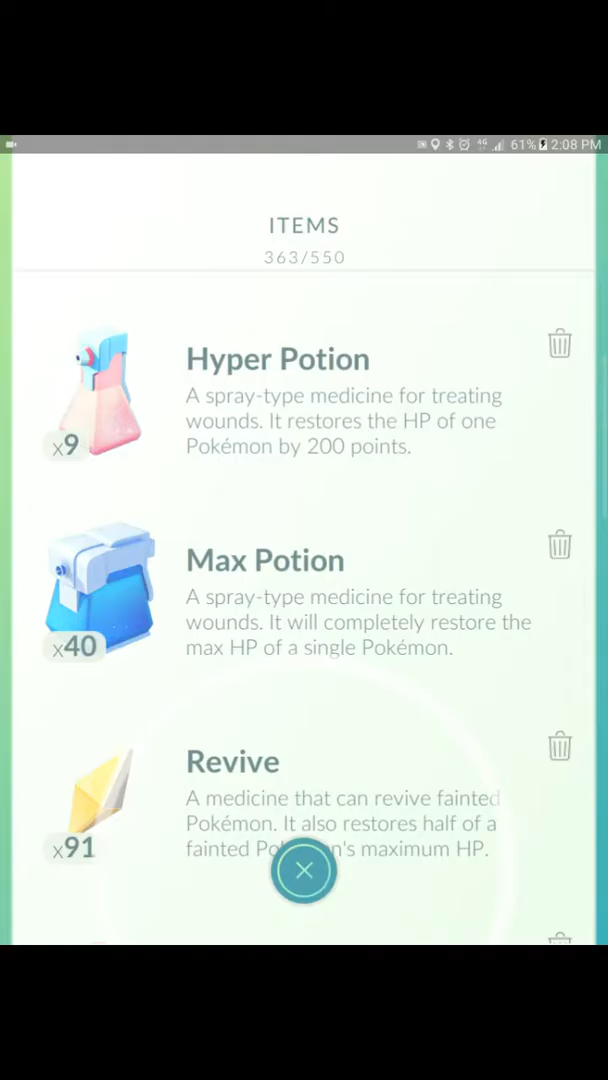 4G 61% 2:08 PM
ITEMS
363/550
Hyper Potion
A spray-type medicine for treating
wounds. It restores the HP of one
Pokémon by 200 points.
x9
Max Potion
A spray-type medicine for treating
wounds. It will completely restore the
max HP of a single Pokémon.
x40
Revive
A medicine that can revive fainted
Pokémon. It also restores half of a
fainted Po n's maximum HP.
x91